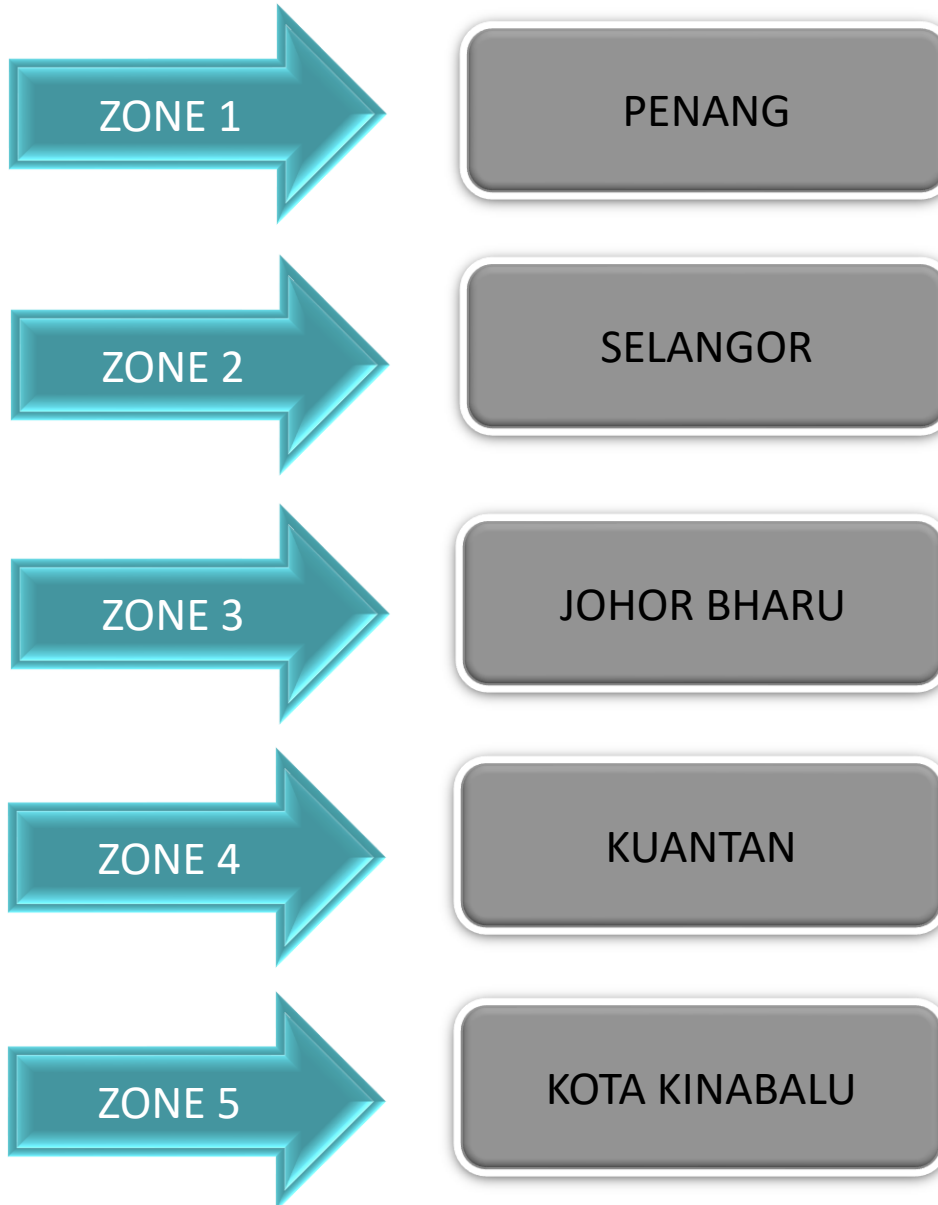 ZONE 1
PENANG
ZONE 2
SELANGOR
ZONE 3
JOHOR BHARU
ZONE 4
KUANTAN
ZONE 5
KOTA KINABALU